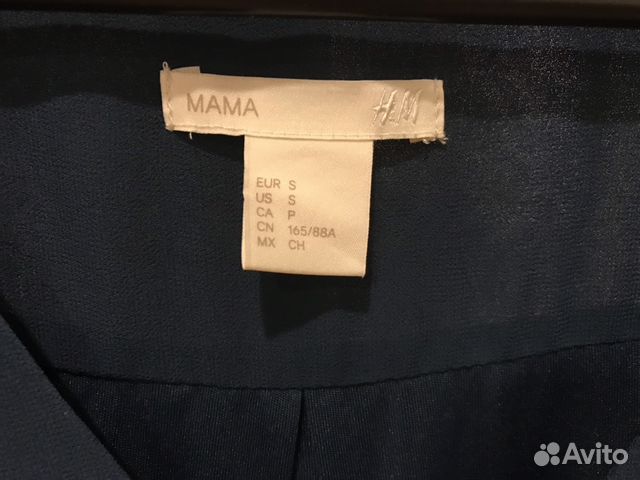 MAMA H&M
EUR S
US S
CA P
CN 165/88A
MX CH
Avito